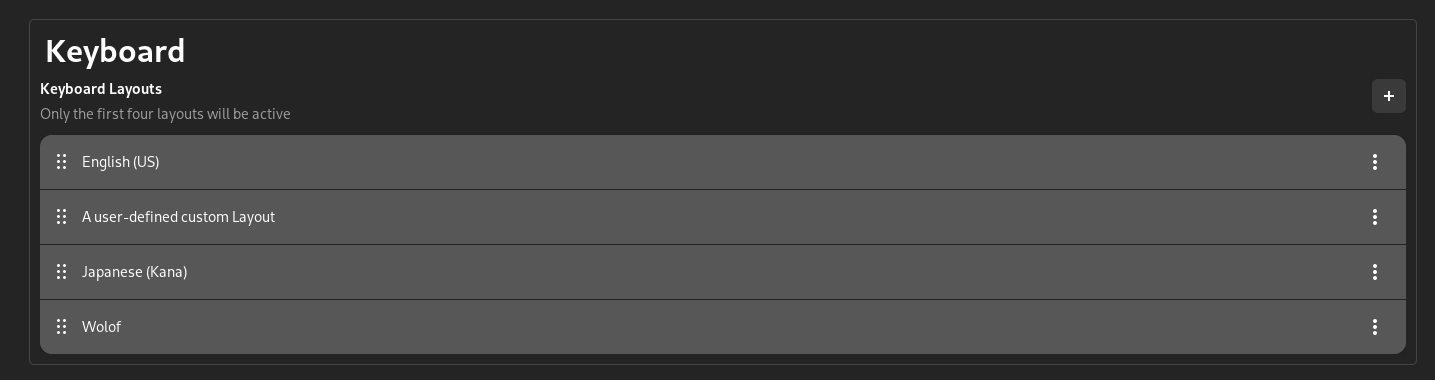 Keyboard
Keyboard Layouts
Only the first four layouts will be active
English (US)
A user-defined custom Layout
Japanese (Kana)
Wolof